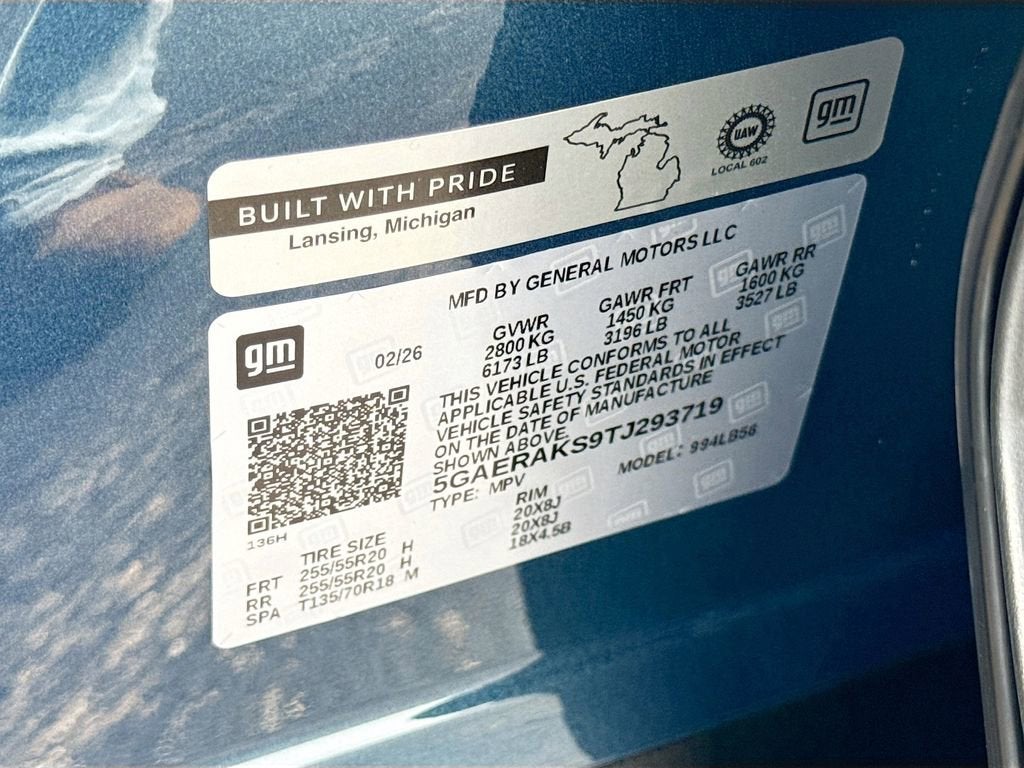 BUILT WITH PRIDE
Lansing, Michigan
UAW
LOCAL 602
gm
MFD BY GENERAL MOTORS LLC
gm
02/26
GVWR GAWR FRT GAWR RR
2800 KG 1450 KG 1600 KG
6173 LB 3196 LB 3527 LB
THIS VEHICLE CONFORMS TO ALL
APPLICABLE U.S. FEDERAL MOTOR
VEHICLE SAFETY STANDARDS IN EFFECT
ON THE DATE OF MANUFACTURE
SHOWN ABOVE
5GAERAKS9TJ293719
TYPE: MPV MODEL: 994LB56
136H
TIRE SIZE RIM
FRT 255/55R20 H 20X8J
RR 255/55R20 H 20X8J
SPA T135/70R18 M 18X4.5B